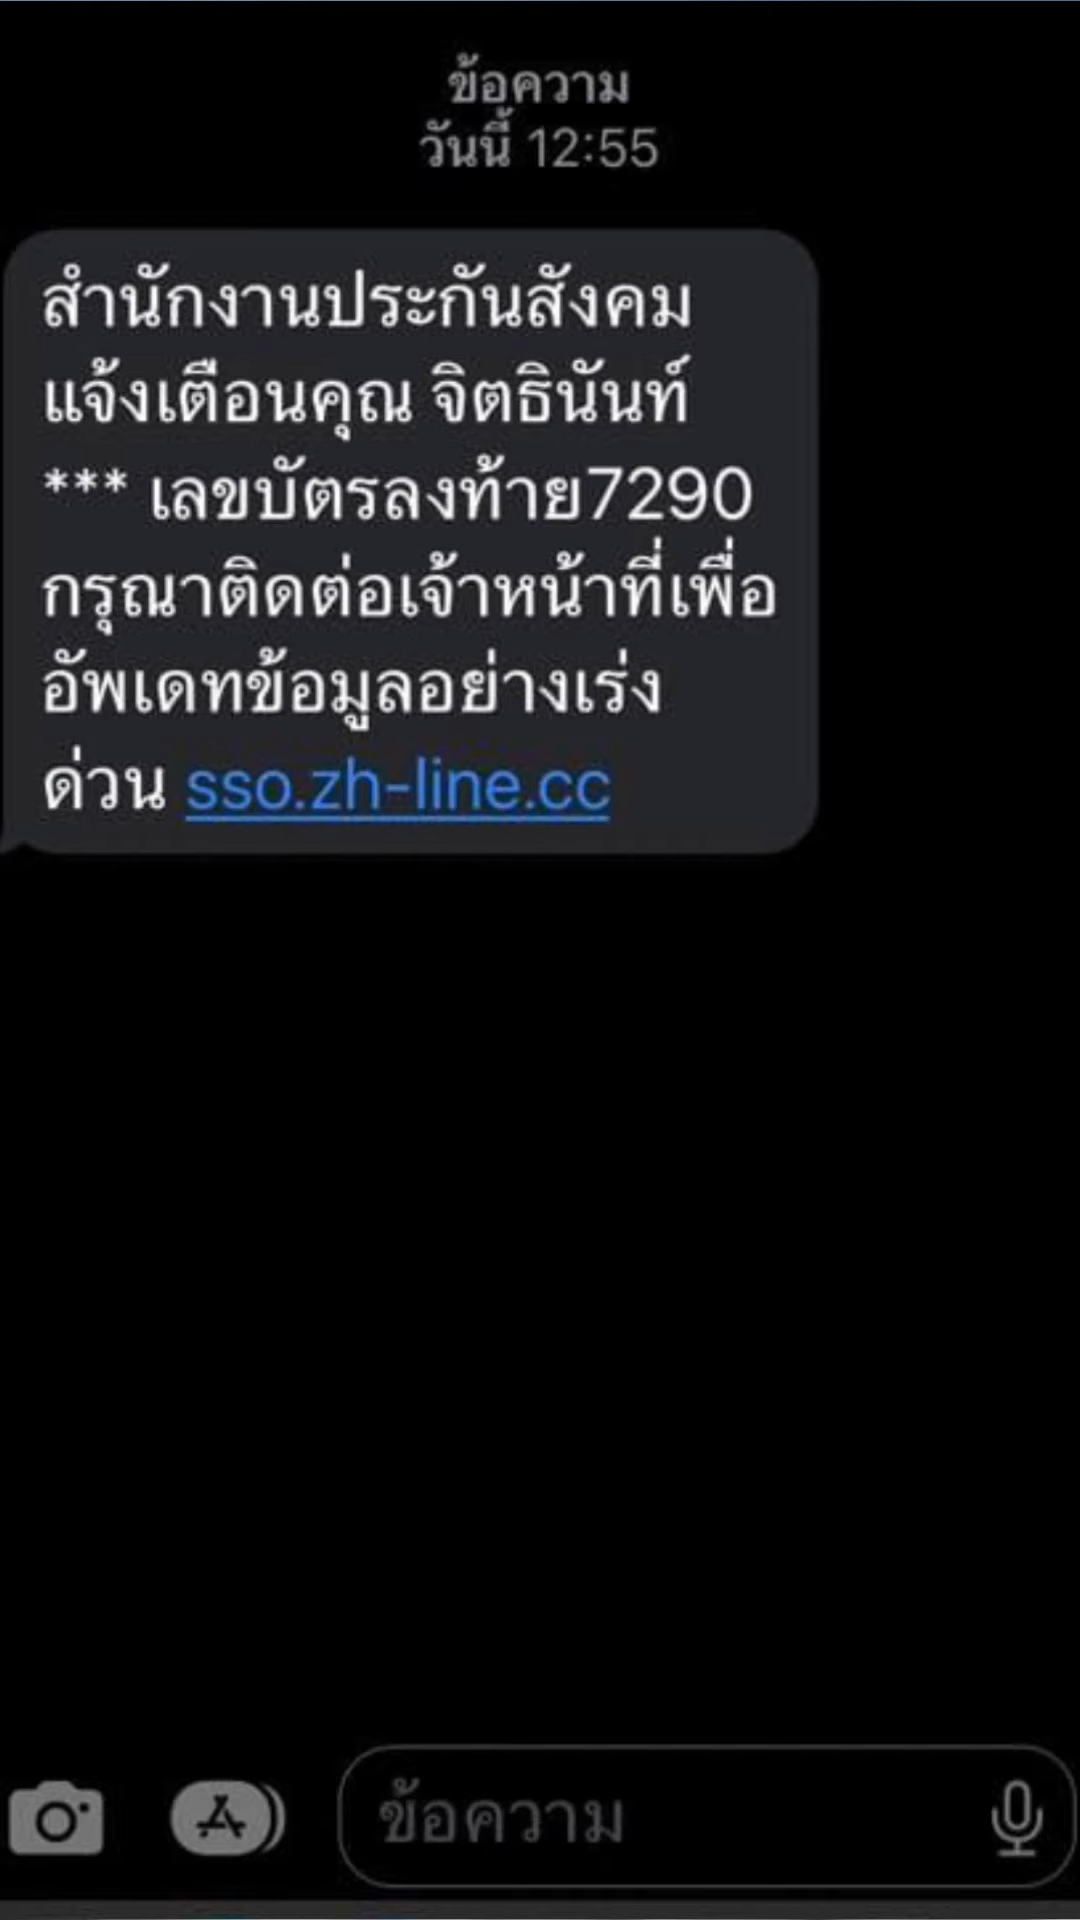 ข้อความ
วันนี้ 12:55
สำนักงานประกันสังคม
แจ้งเตือนคุณ จิตธินันท์
*** เลขบัตรลงท้าย7290
กรุณาติดต่อเจ้าหน้าที่เพื่อ
อัพเดทข้อมูลอย่างเร่ง
ด่วน sso.zh-line.cc
ข้อความ